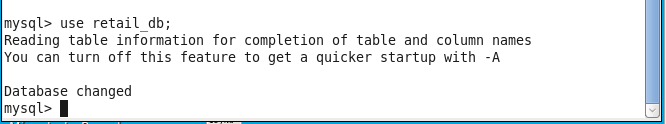 mysql> use retail_db;
Reading table information for completion of table and column names
You can turn off this feature to get a quicker startup with -A
Database changed
mysql>